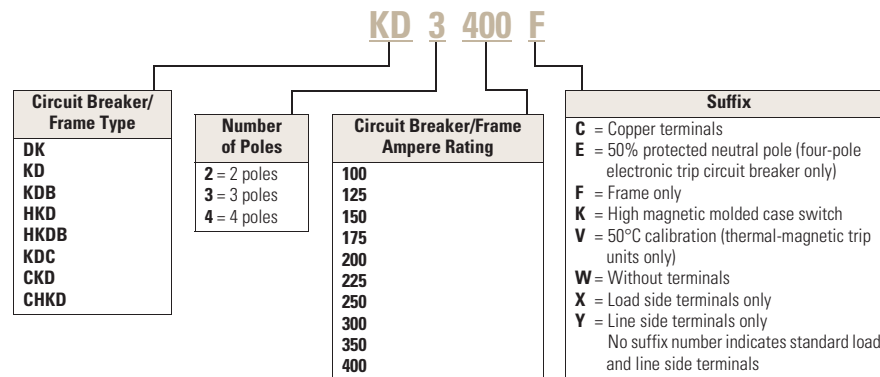 KD 3 400 F
Circuit Breaker/
Frame Type
DK
KD
KDB
HKD
HKDB
KDC
CKD
CHKD
Number
of Poles
2 = 2 poles
3 = 3 poles
4 = 4 poles
Circuit Breaker/Frame
Ampere Rating
100
125
150
175
200
225
250
300
350
400
Suffix
C = Copper terminals
E = 50% protected neutral pole (four-pole
electronic trip circuit breaker only)
F = Frame only
K = High magnetic molded case switch
V = 50°C calibration (thermal-magnetic trip
units only)
W = Without terminals
X = Load side terminals only
Y = Line side terminals only
No suffix number indicates standard load
and line side terminals